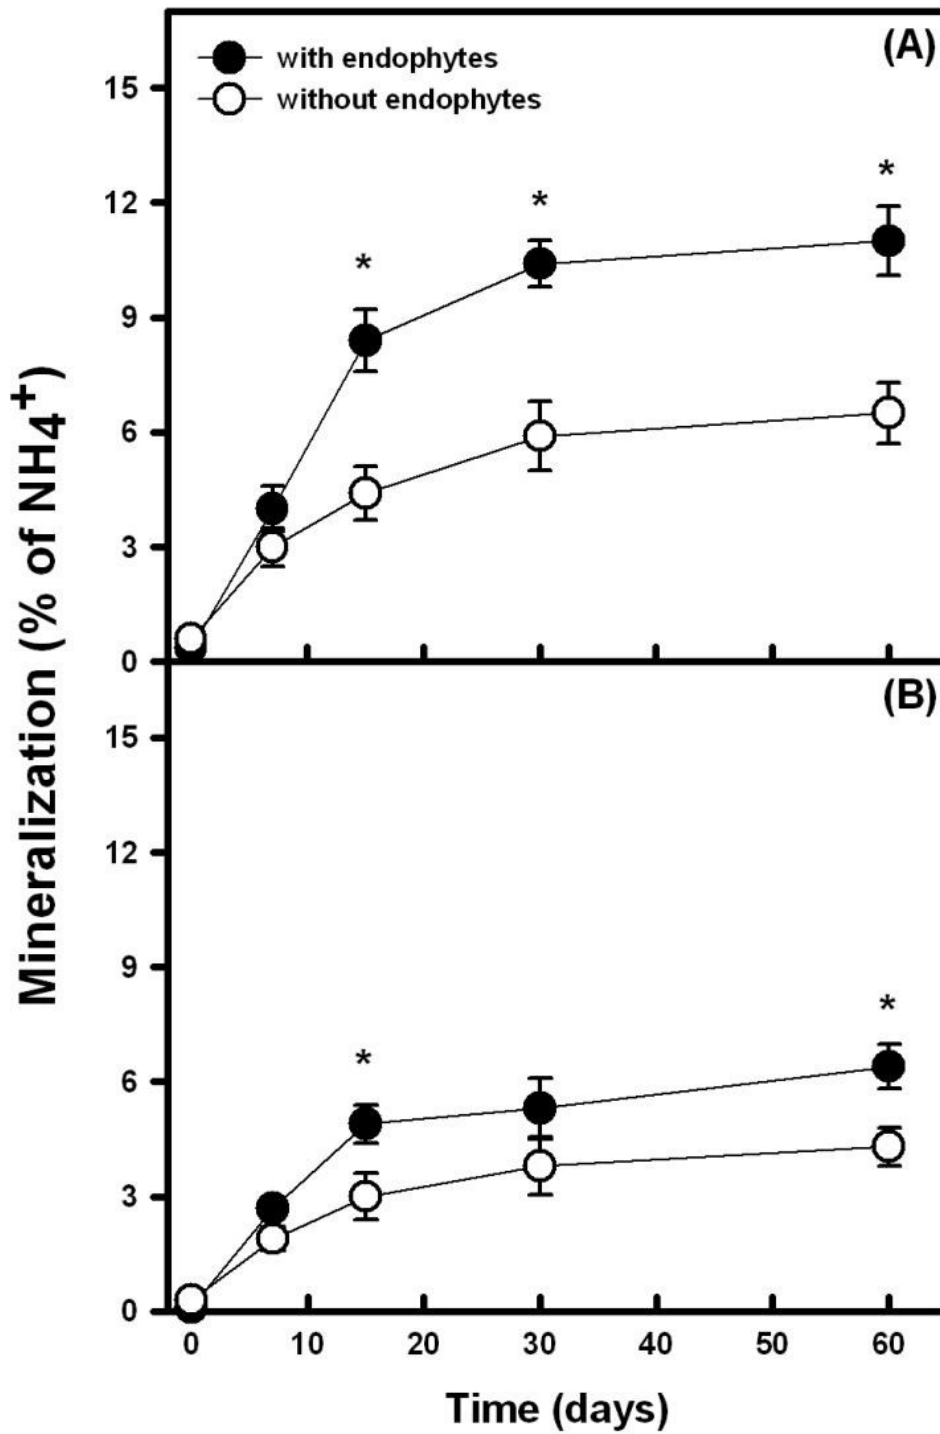 (A)
with endophytes
without endophytes
15
*
12
*
*
9
6
3
0
Mineralization (% of NH4+)
(B)
15
12
9
*
6
*
3
0
0 10 20 30 40 50 60
Time (days)